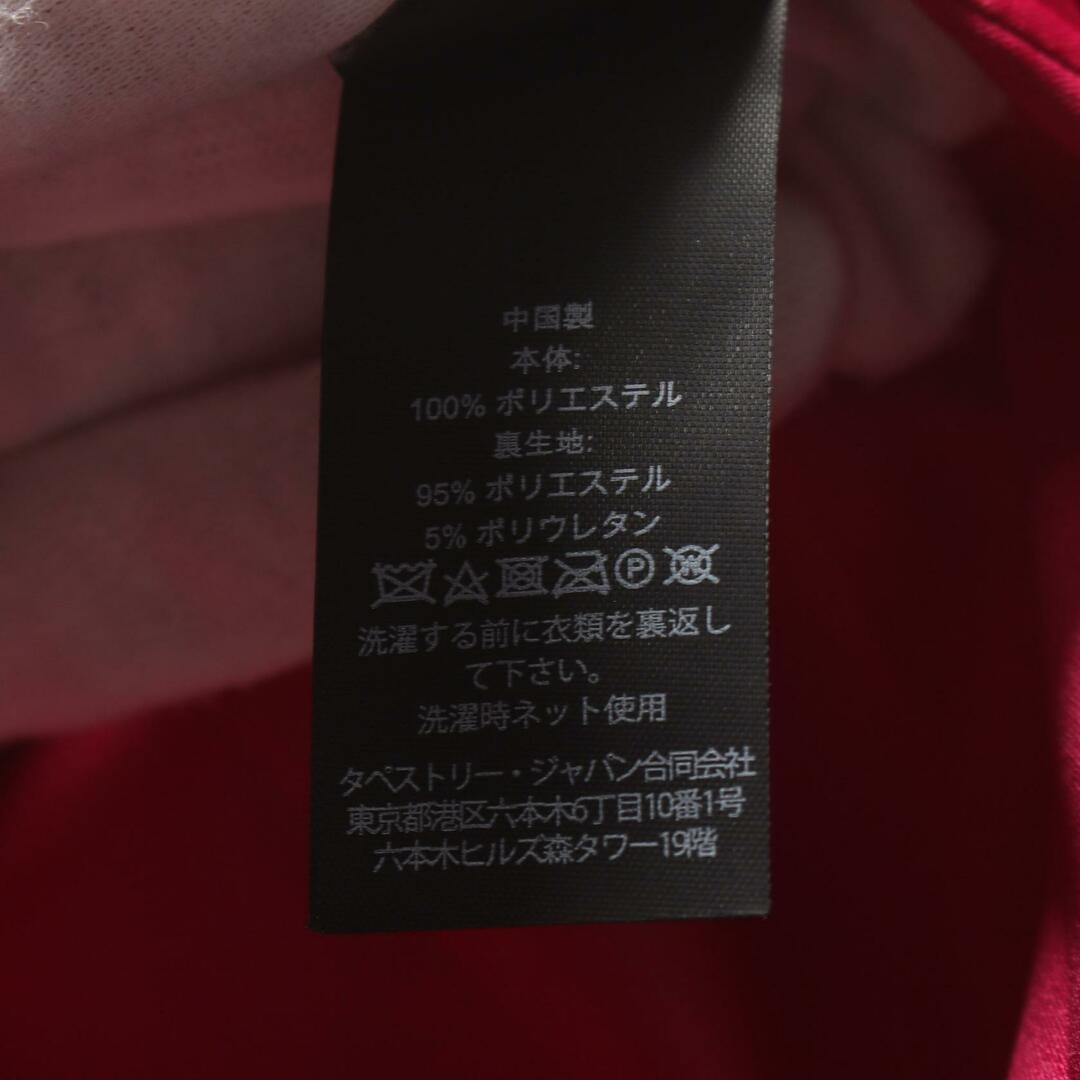 中国製
本体:
100% ポリエステル
裏生地:
95% ポリエステル
5% ポリウレタン
P W
洗濯する前に衣類を裏返し
て下さい。
洗濯時ネット使用
タペストリー・ジャパン合同会社
東京都港区六本木6丁目10番1号
六本木ヒルズ森タワー19階